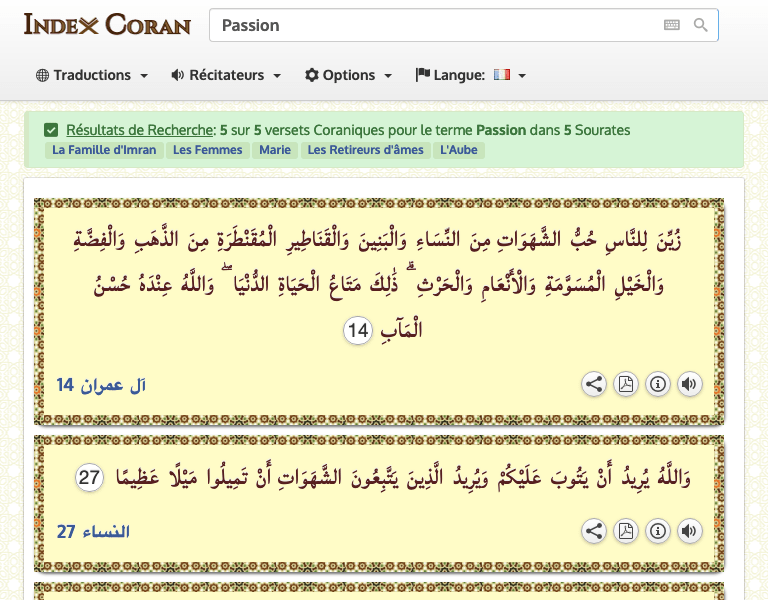 INDEX CORAN
Passion
Traductions
Récitateurs
Options
Langue:
Résultats de Recherche: 5 sur 5 versets Coraniques pour le terme Passion dans 5 Sourates
La Famille d'Imran Les Femmes Marie Les Retireurs d'âmes L'Aube
زُيِّنَ لِلنَّاسِ حُبُّ الشَّهَوَاتِ مِنَ النِّسَاءِ وَالْبَنِينَ وَالْقَنَاطِيرِ الْمُقَنْطَرَةِ مِنَ الذَّهَبِ وَالْفِضَّةِ
وَالْخَيْلِ الْمُسَوَّمَةِ وَالْأَنْعَامِ وَالْحَرْثِ ۗ ذَٰلِكَ مَتَاعُ الْحَيَاةِ الدُّنْيَا ۖ وَاللَّهُ عِنْدَهُ حُسْنُ
الْمَآبِ 14
آل عمران 14
وَاللَّهُ يُرِيدُ أَنْ يَتُوبَ عَلَيْكُمْ وَيُرِيدُ الَّذِينَ يَتَّبِعُونَ الشَّهَوَاتِ أَنْ تَمِيلُوا مَيْلًا عَظِيمًا 27
النساء 27